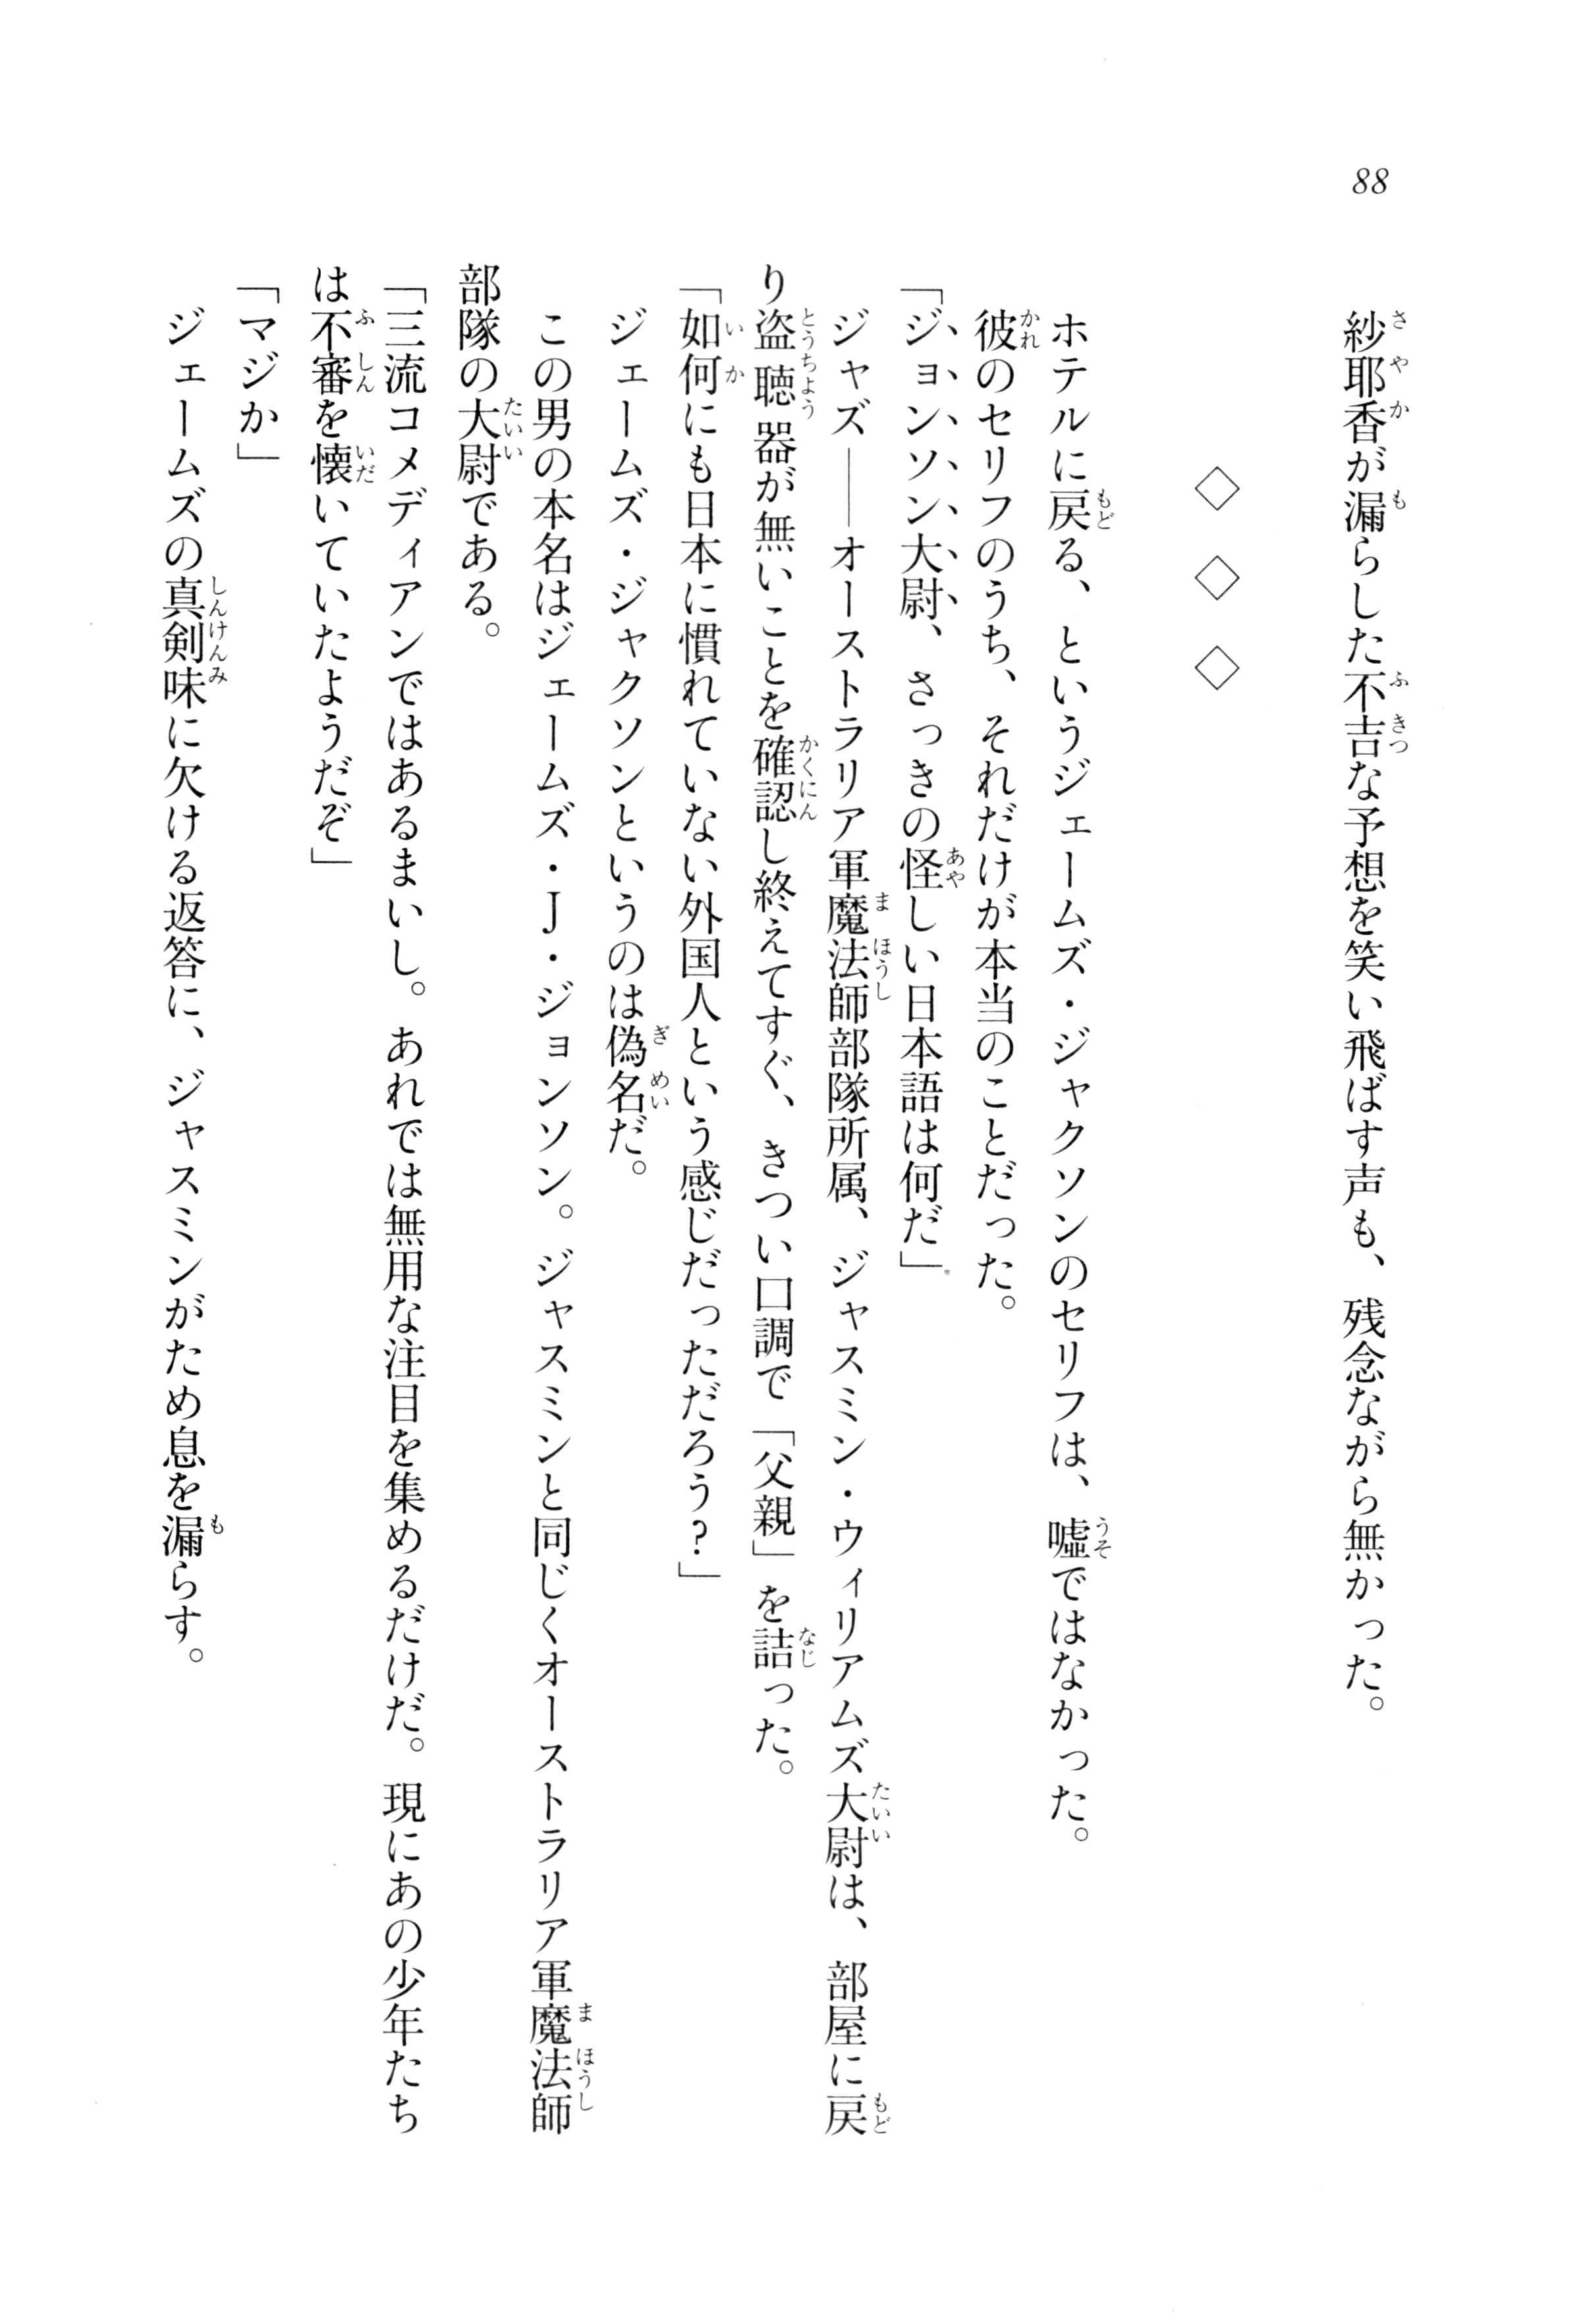 88
紗耶香が漏らした不吉な予想を笑い飛ばす声も、残念ながら無かった。
◇ ◇ ◇
ホテルに戻る、というジェームズ・ジャクソンのセリフは、嘘ではなかった。
彼のセリフのうち、それだけが本当のことだった。
「ジョンソン大尉、さっきの怪しい日本語は何だ」
ジャズ――オーストラリア軍魔法師部隊所属、ジャスミン・ウィリアムズ大尉は、部屋に戻
り盗聴器が無いことを確認し終えてすぐ、きつい口調で「父親」を詰った。
「如何にも日本に慣れていない外国人という感じだっただろう？」
ジェームズ・ジャクソンというのは偽名だ。
この男の本名はジェームズ・J・ジョンソン。ジャスミンと同じくオーストラリア軍魔法師
部隊の大尉である。
「三流コメディアンではあるまいし。あれでは無用な注目を集めるだけだ。現にあの少年たち
は不審を懐いていたようだぞ」
「マジか」
ジェームズの真剣味に欠ける返答に、ジャスミンがため息を漏らす。